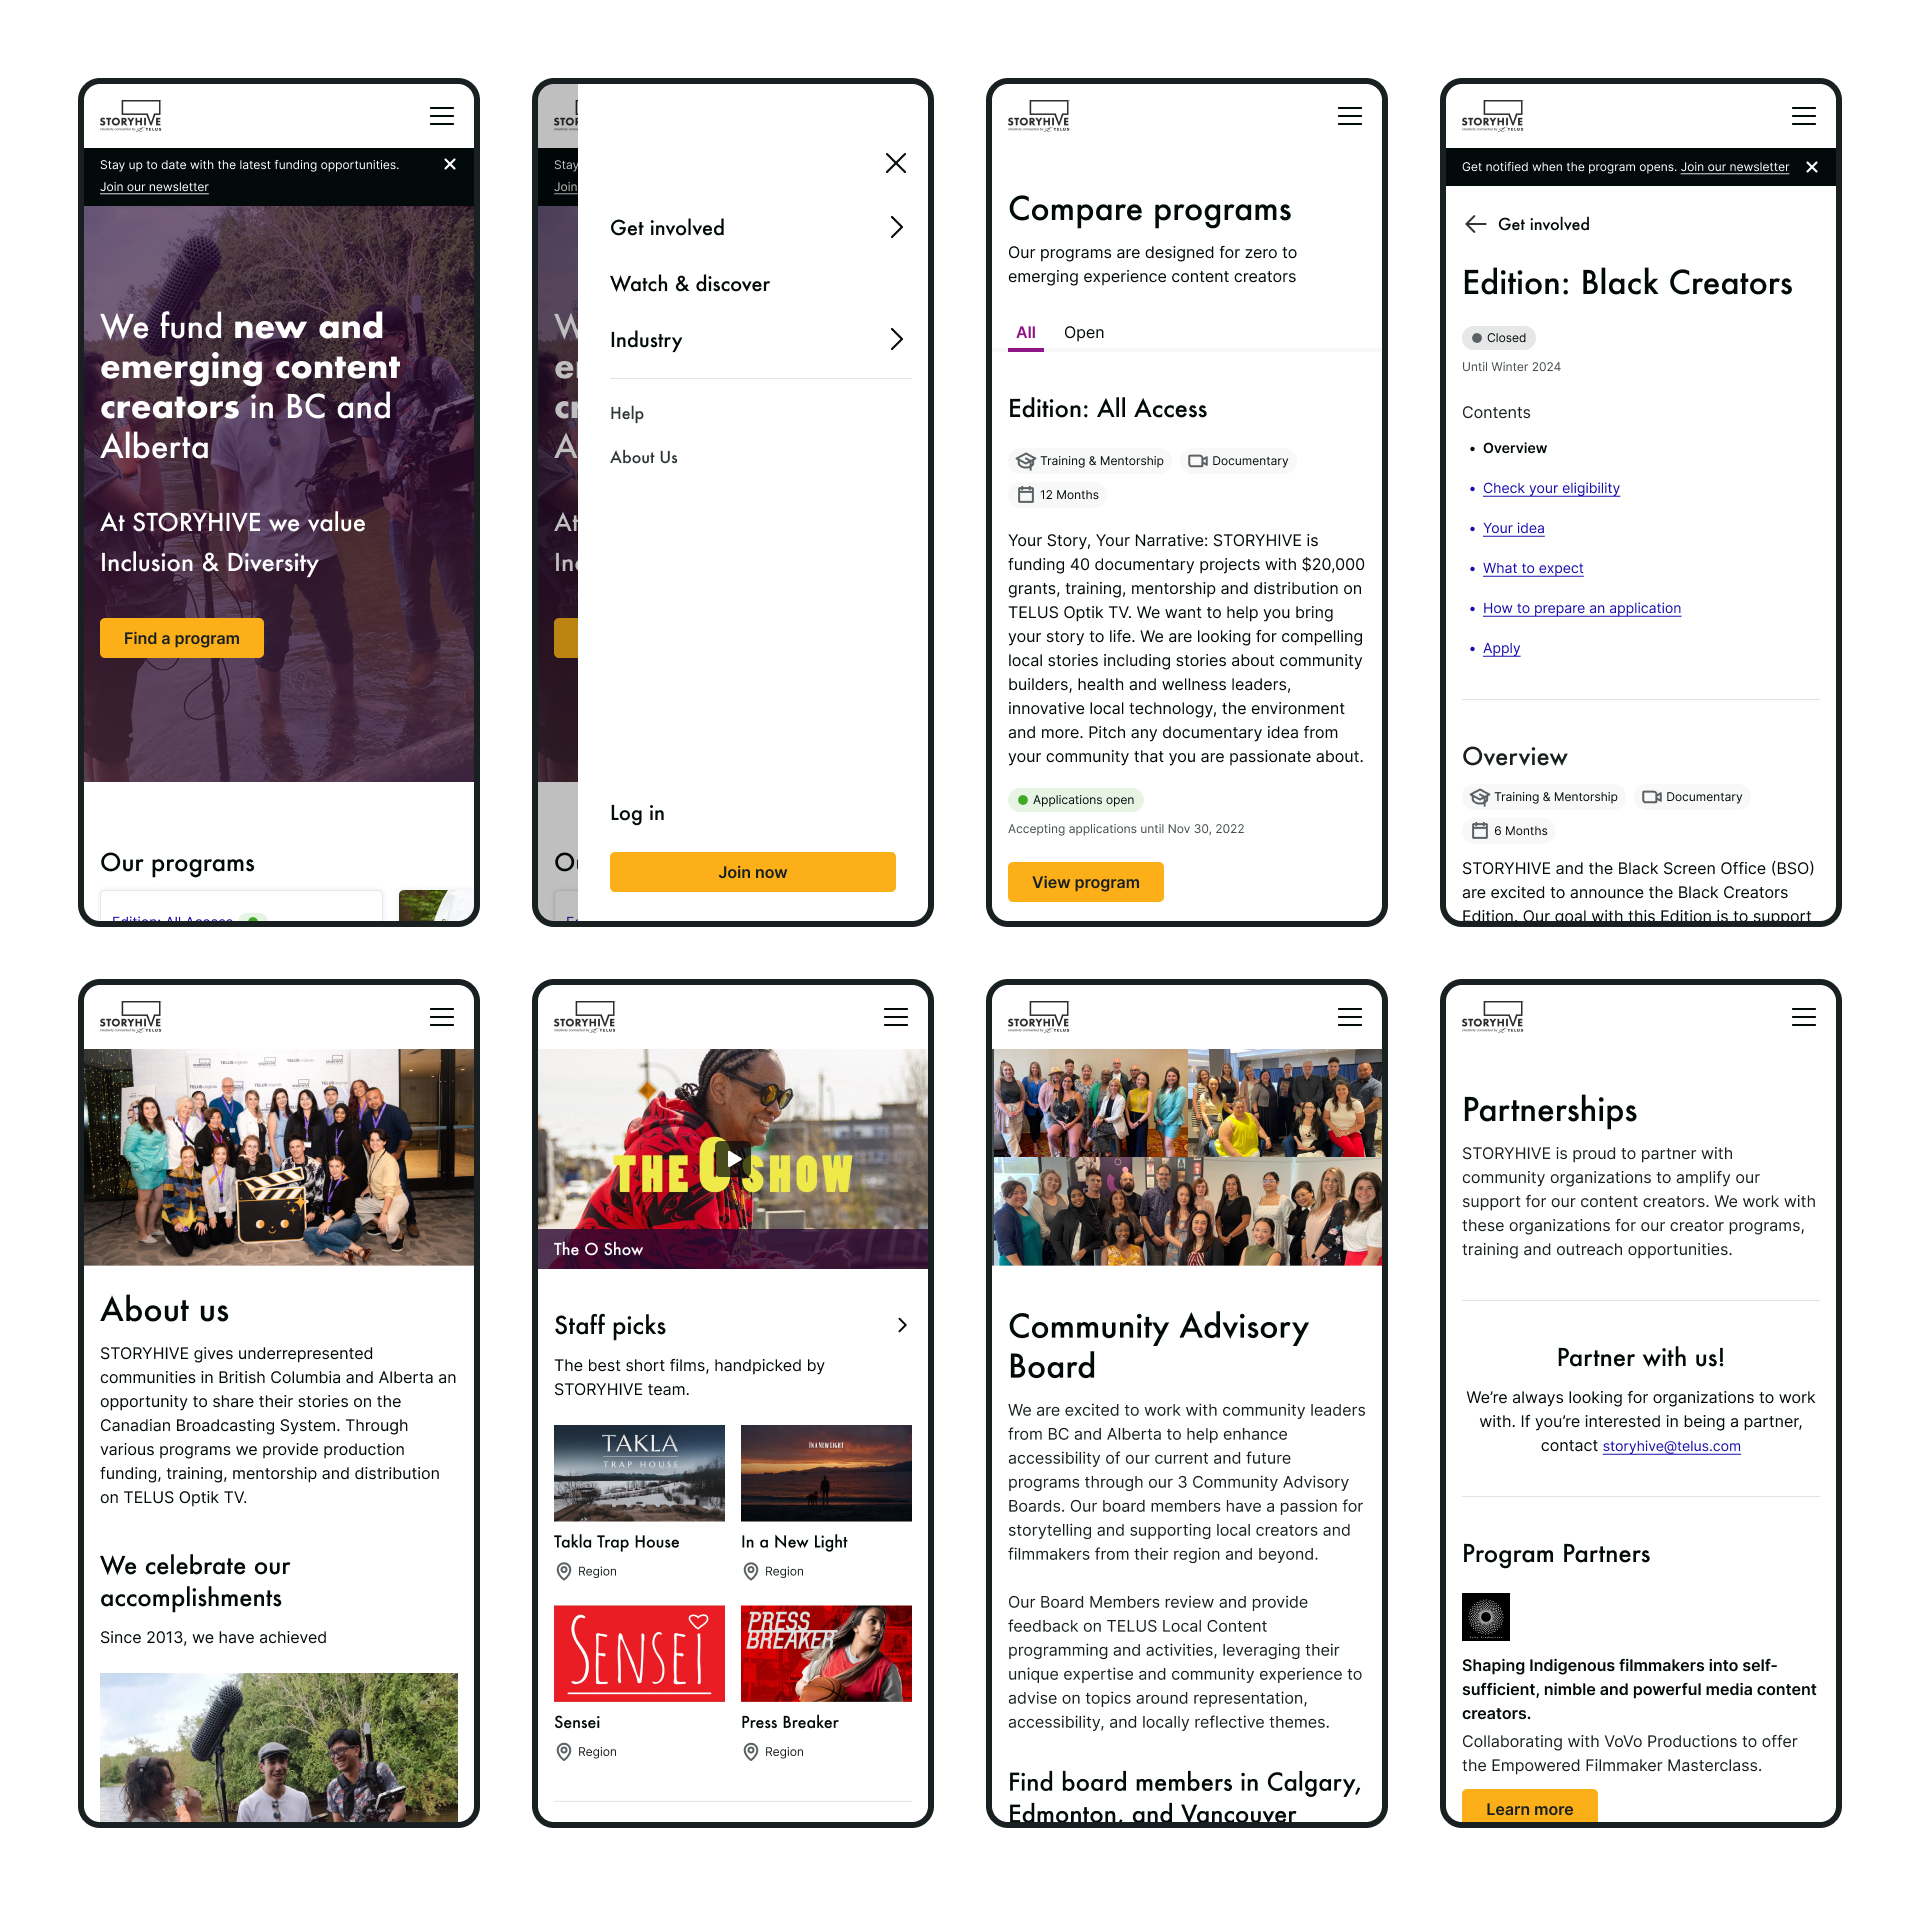 STORYHIVE
Stay up to date with the latest funding opportunities.
Join our newsletter
We fund new and
emerging content
creators in BC and
Alberta
At STORYHIVE we value
Inclusion & Diversity
Find a program
Our programs
Edition: All Access
STOR
Stay
Join
Get involved
Watch & discover
Industry
Help
About Us
Log in
Join now
STORYHIVE
Compare programs
Our programs are designed for zero to
emerging experience content creators
All Open
Edition: All Access
Training & Mentorship Documentary
12 Months
Your Story, Your Narrative: STORYHIVE is
funding 40 documentary projects with $20,000
grants, training, mentorship and distribution on
TELUS Optik TV. We want to help you bring
your story to life. We are looking for compelling
local stories including stories about community
builders, health and wellness leaders,
innovative local technology, the environment
and more. Pitch any documentary idea from
your community that you are passionate about.
Applications open
Accepting applications until Nov 30, 2022
View program
STORYHIVE
Get notified when the program opens. Join our newsletter
Get involved
Edition: Black Creators
Closed
Until Winter 2024
Contents
• Overview
• Check your eligibility
• Your idea
• What to expect
• How to prepare an application
• Apply
Overview
Training & Mentorship Documentary
6 Months
STORYHIVE and the Black Screen Office (BSO)
are excited to announce the Black Creators
Edition. Our goal with this Edition is to support
STORYHIVE
About us
STORYHIVE gives underrepresented
communities in British Columbia and Alberta an
opportunity to share their stories on the
Canadian Broadcasting System. Through
various programs we provide production
funding, training, mentorship and distribution
on TELUS Optik TV.
We celebrate our
accomplishments
Since 2013, we have achieved
STORYHIVE
THE O SHOW
The O Show
Staff picks
The best short films, handpicked by
STORYHIVE team.
TAKLA
TRAP HOUSE
IN A NEW LIGHT
Takla Trap House
Region
In a New Light
Region
SENSEI
PRESS
BREAKER
Sensei
Region
Press Breaker
Region
STORYHIVE
Community Advisory
Board
We are excited to work with community leaders
from BC and Alberta to help enhance
accessibility of our current and future
programs through our 3 Community Advisory
Boards. Our board members have a passion for
storytelling and supporting local creators and
filmmakers from their region and beyond.
Our Board Members review and provide
feedback on TELUS Local Content
programming and activities, leveraging their
unique expertise and community experience to
advise on topics around representation,
accessibility, and locally reflective themes.
Find board members in Calgary,
Edmonton, and Vancouver
STORYHIVE
Partnerships
STORYHIVE is proud to partner with
community organizations to amplify our
support for our content creators. We work with
these organizations for our creator programs,
training and outreach opportunities.
Partner with us!
We’re always looking for organizations to work
with. If you’re interested in being a partner,
contact storyhive@telus.com
Program Partners
Shaping Indigenous filmmakers into self-
sufficient, nimble and powerful media content
creators.
Collaborating with VoVo Productions to offer
the Empowered Filmmaker Masterclass.
Learn more